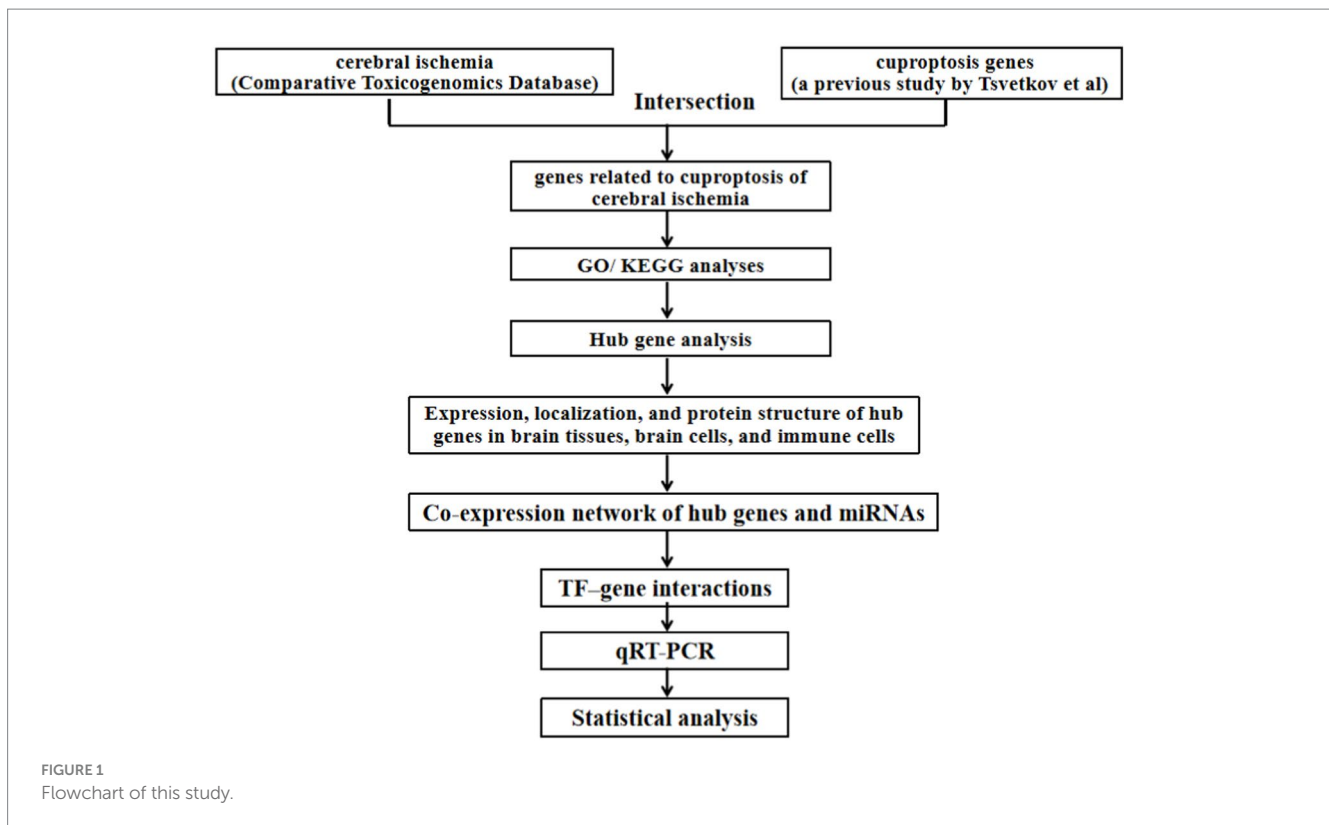 cerebral ischemia
(Comparative Toxicogenomics Database)
cuproptosis genes
(a previous study by Tsvetkov et al)
Intersection
genes related to cuproptosis of
cerebral ischemia
GO/ KEGG analyses
Hub gene analysis
Expression, localization, and protein structure of hub
genes in brain tissues, brain cells, and immune cells
Co-expression network of hub genes and miRNAs
TF–gene interactions
qRT-PCR
Statistical analysis
FIGURE 1
Flowchart of this study.